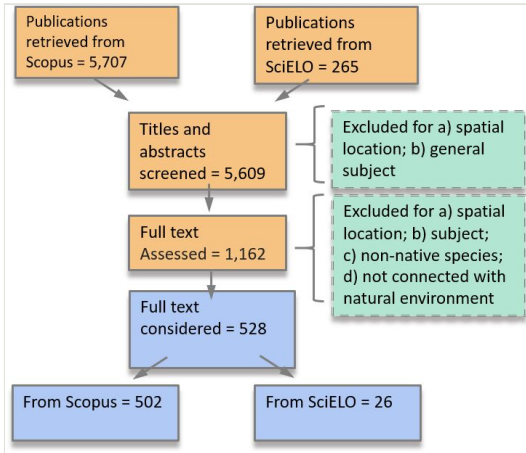 Publications
retrieved from
Scopus = 5,707
Publications
retrieved from
SciELO = 265
Titles and
abstracts
screened = 5,609
Excluded for a) spatial
location; b) general
subject
Full text
Assessed = 1,162
Excluded for a) spatial
location; b) subject;
c) non-native species;
d) not connected with
natural environment
Full text
considered = 528
From Scopus = 502
From SciELO = 26